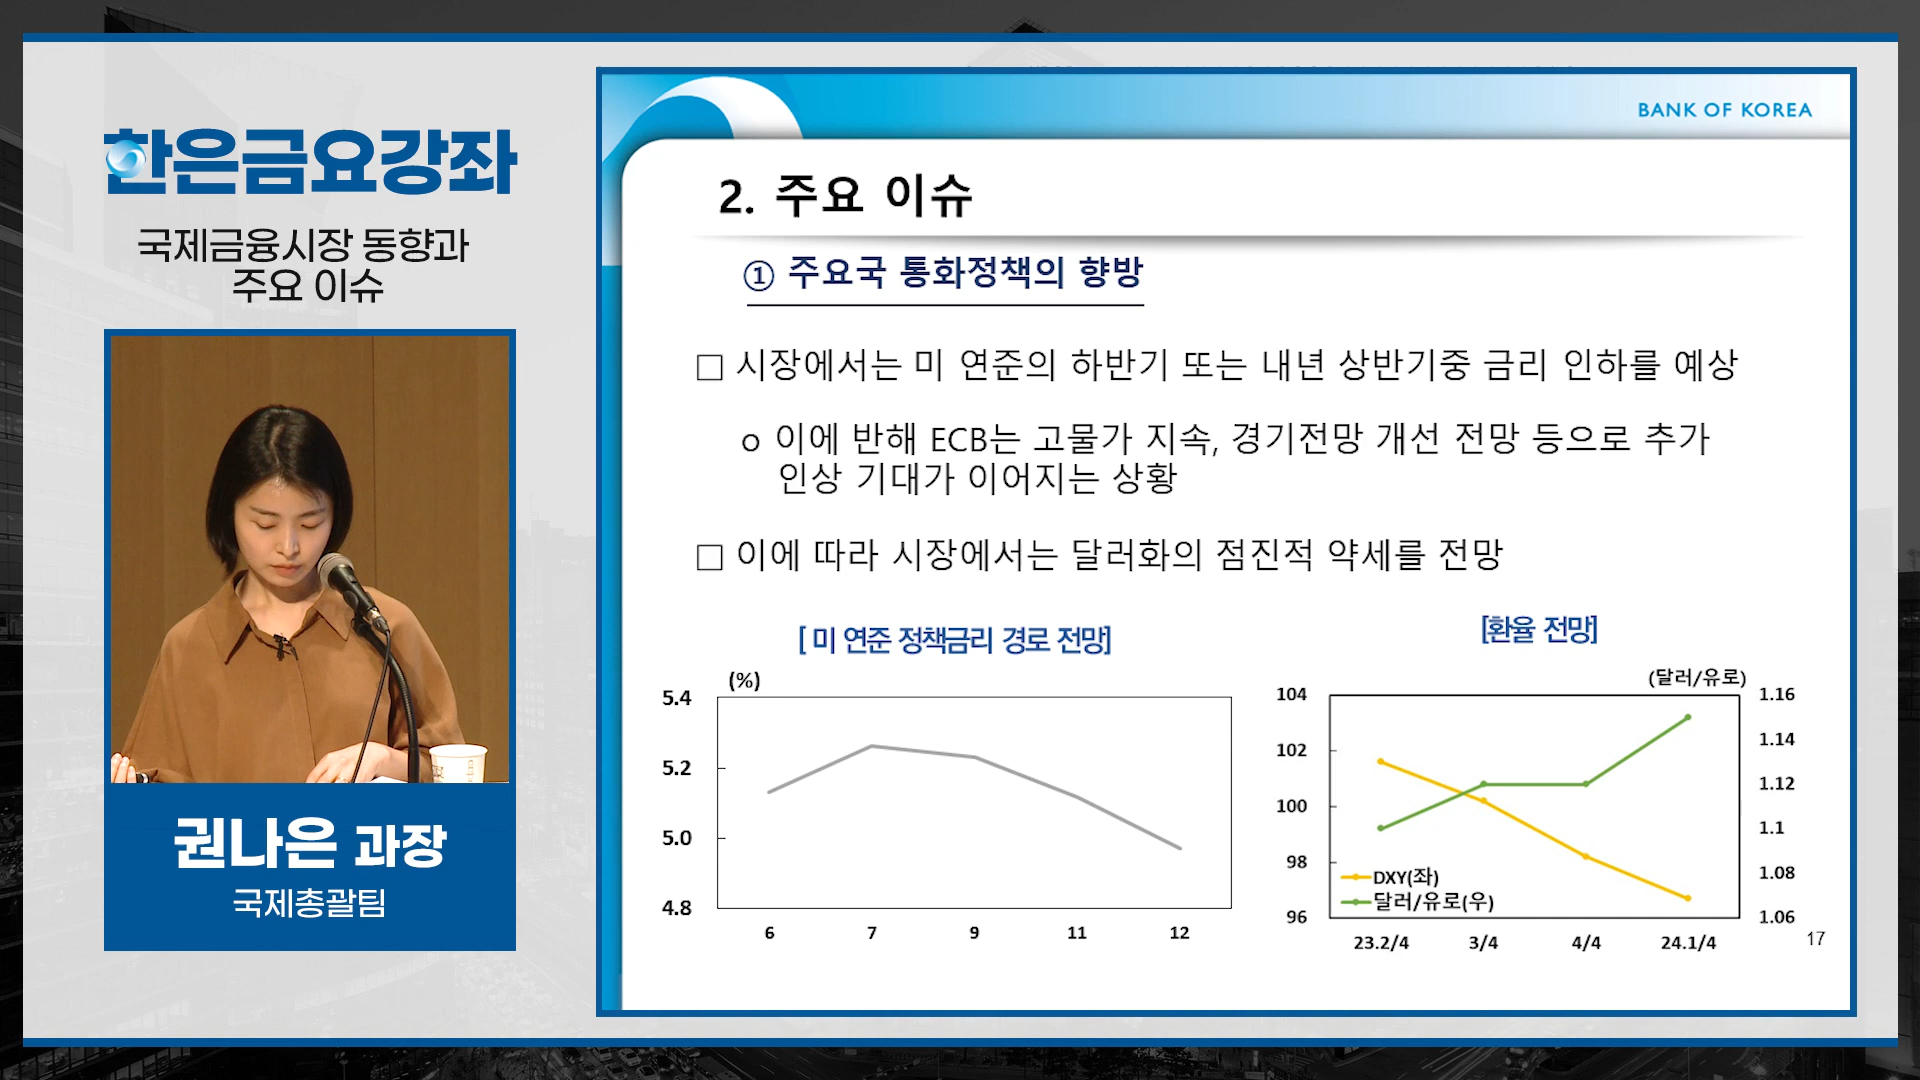 한은금요강좌
국제금융시장 동향과
주요 이슈
권나은 과장
국제총괄팀
BANK OF KOREA
2. 주요 이슈
① 주요국 통화정책의 향방
□ 시장에서는 미 연준의 하반기 또는 내년 상반기중 금리 인하를 예상
o 이에 반해 ECB는 고물가 지속, 경기전망 개선 전망 등으로 추가
인상 기대가 이어지는 상황
□ 이에 따라 시장에서는 달러화의 점진적 약세를 전망
[ 미 연준 정책금리 경로 전망]
(%)
5.4
5.2
5.0
4.8
6 7 9 11 12
[환율 전망]
(달러/유로)
104 1.16
102 1.14
100 1.12
98 1.1
96 1.08
1.06
DXY(좌)
달러/유로(우)
23.2/4 3/4 4/4 24.1/4
17